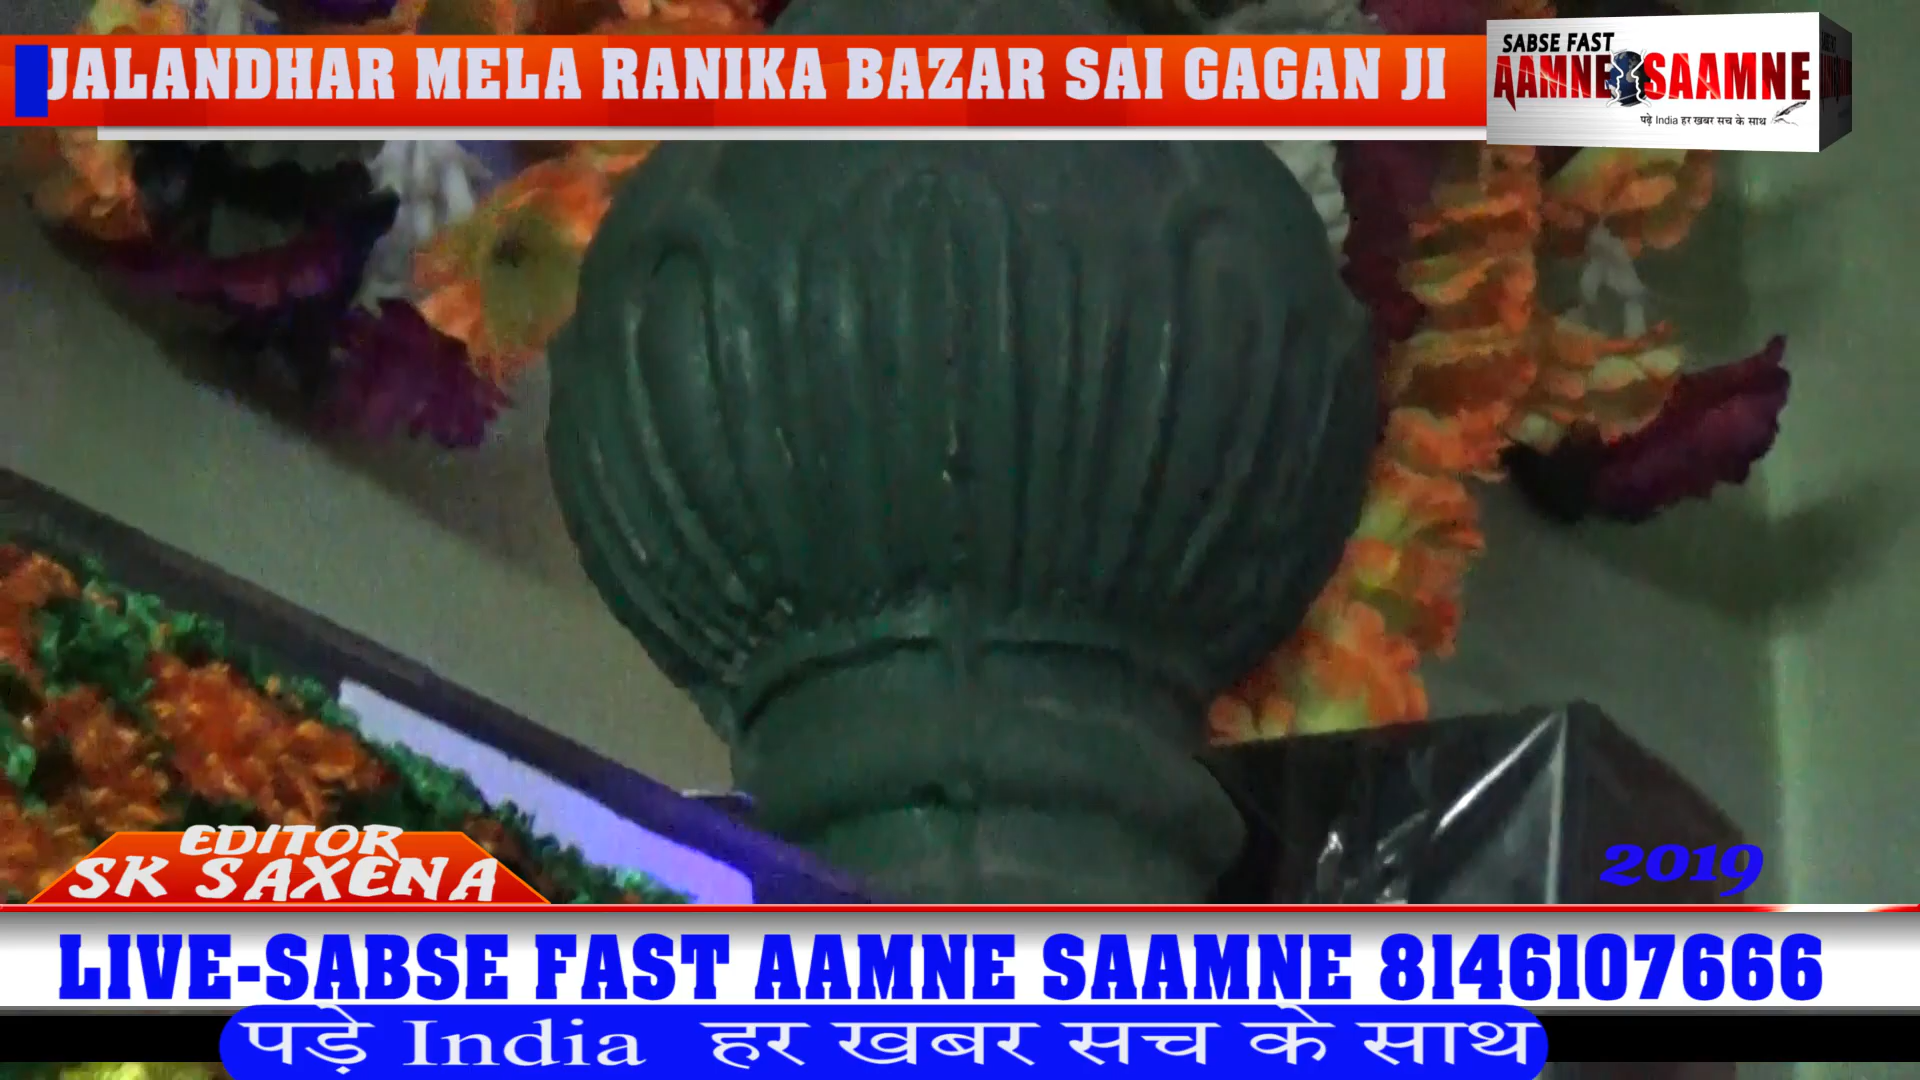 JALANDHAR MELA RANIKA BAZAR SAI GAGAN JI
SABSE FAST
AAMNE SAAMNE
पढ़े India हर खबर सच के साथ
EDITOR
SK SAXENA
2019
LIVE-SABSE FAST AAMNE SAAMNE 8146107666
पड़े India हर खबर सच के साथ